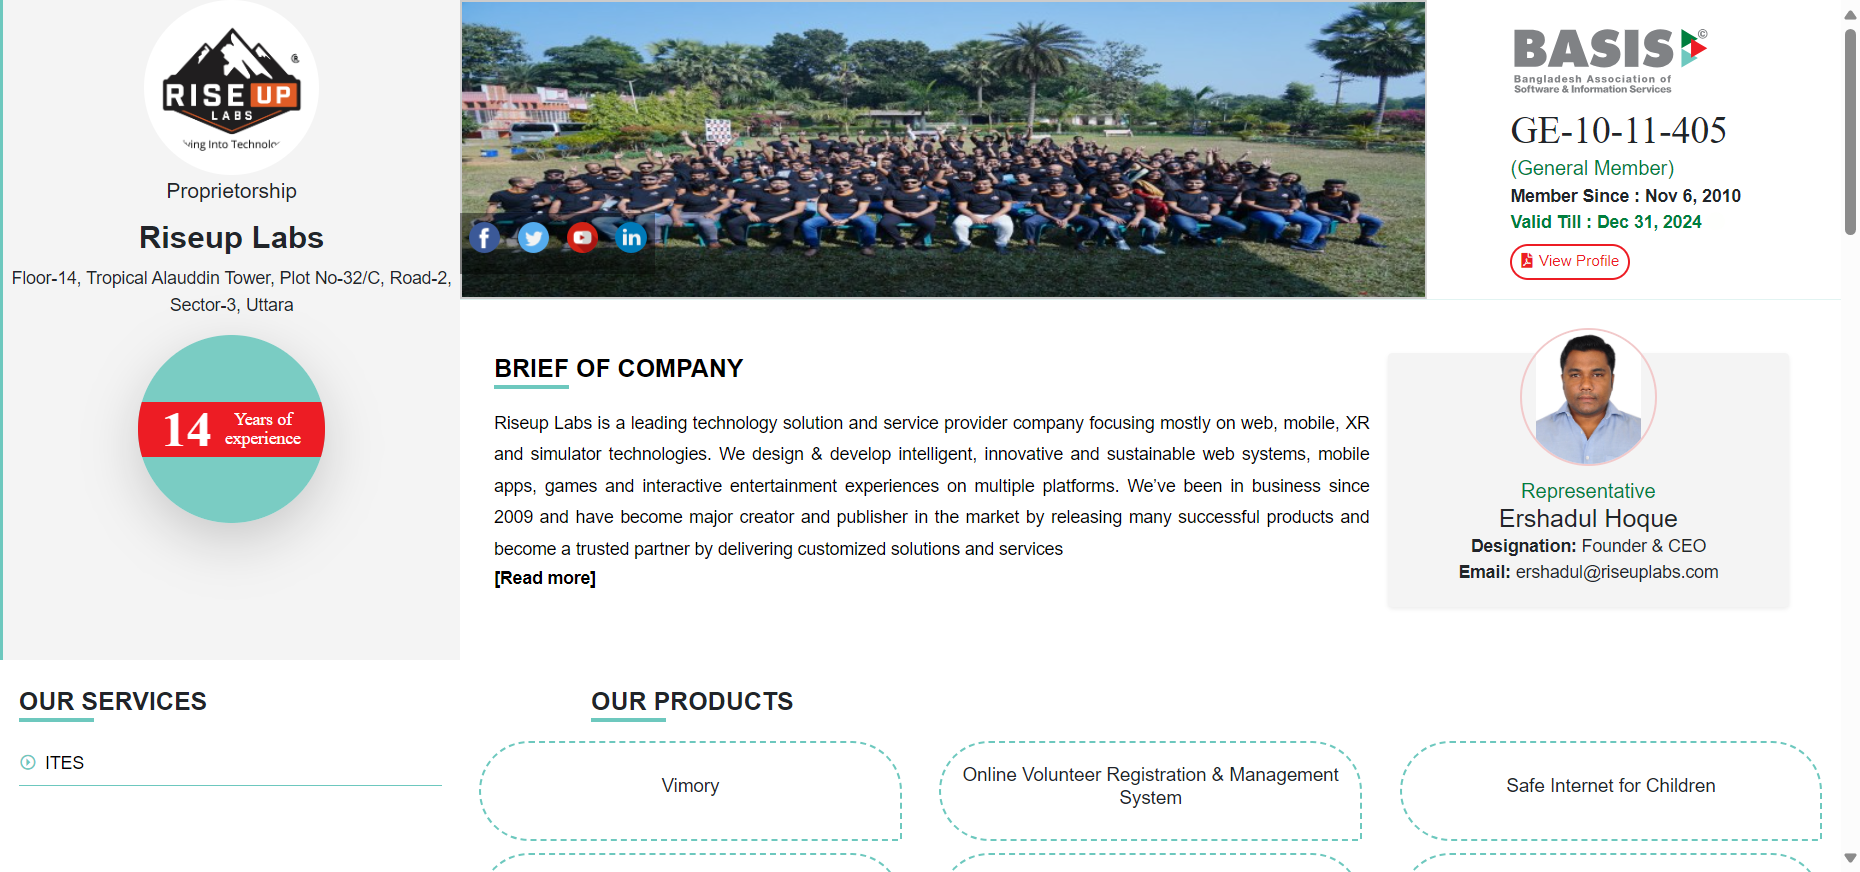 RISE UP
LABS
ving Into Technolo
Proprietorship
Riseup Labs
Floor-14, Tropical Alauddin Tower, Plot No-32/C, Road-2,
Sector-3, Uttara
14 Years of
experience
BASIS
Bangladesh Association of
Software & Information Services
GE-10-11-405
(General Member)
Member Since : Nov 6, 2010
Valid Till : Dec 31, 2024
View Profile
BRIEF OF COMPANY
Riseup Labs is a leading technology solution and service provider company focusing mostly on web, mobile, XR
and simulator technologies. We design & develop intelligent, innovative and sustainable web systems, mobile
apps, games and interactive entertainment experiences on multiple platforms. We’ve been in business since
2009 and have become major creator and publisher in the market by releasing many successful products and
become a trusted partner by delivering customized solutions and services
[Read more]
Representative
Ershadul Hoque
Designation: Founder & CEO
Email: ershadul@riseuplabs.com
OUR SERVICES
ITES
OUR PRODUCTS
Vimory
Online Volunteer Registration & Management
System
Safe Internet for Children